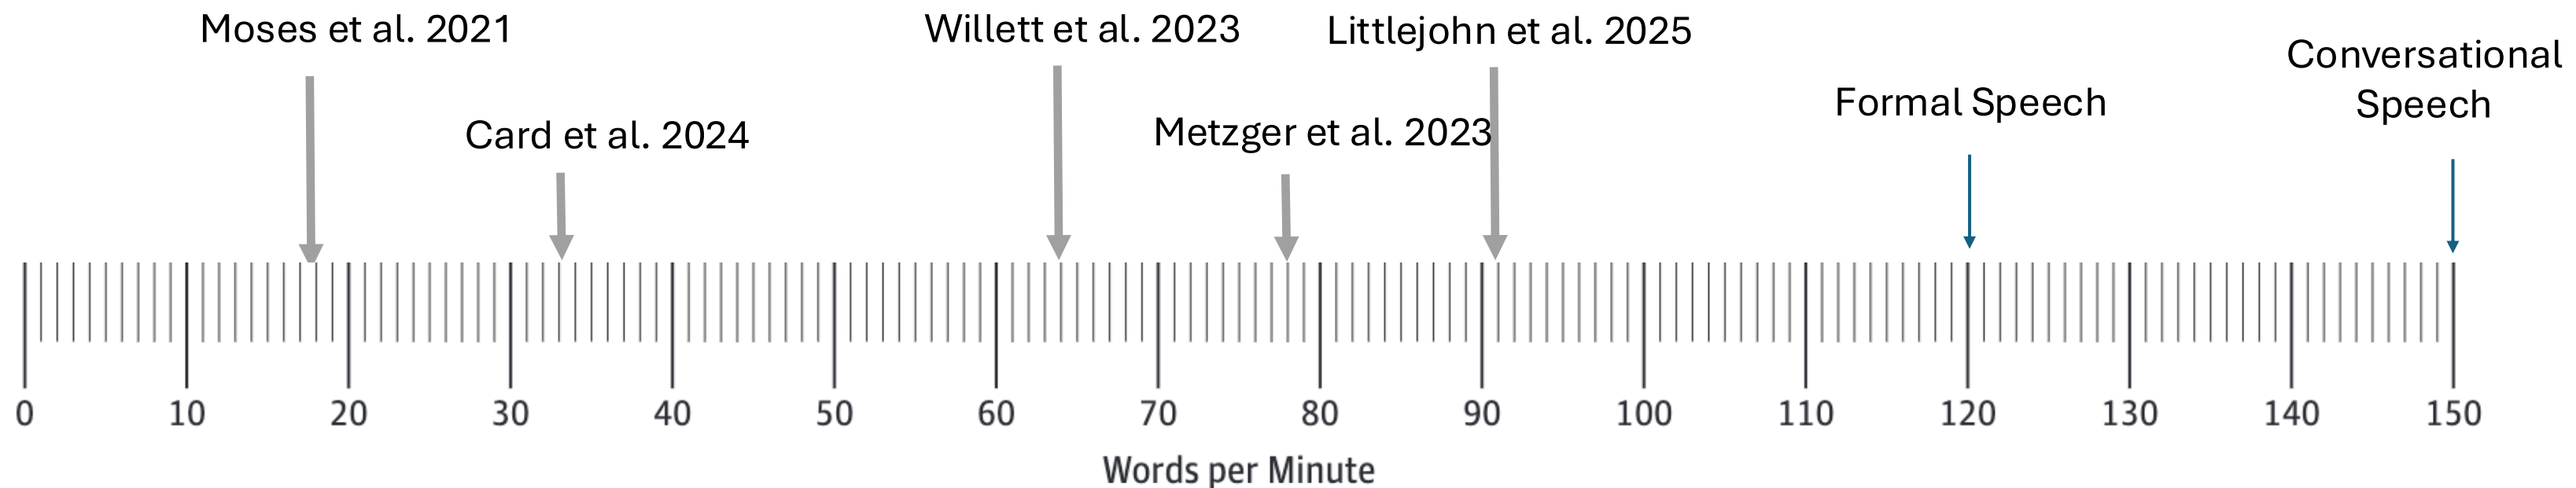 Moses et al. 2021
Willett et al. 2023
Littlejohn et al. 2025
Conversational
Speech
Card et al. 2024
Metzger et al. 2023
Formal Speech
0 10 20 30 40 50 60 70 80 90 100 110 120 130 140 150
Words per Minute